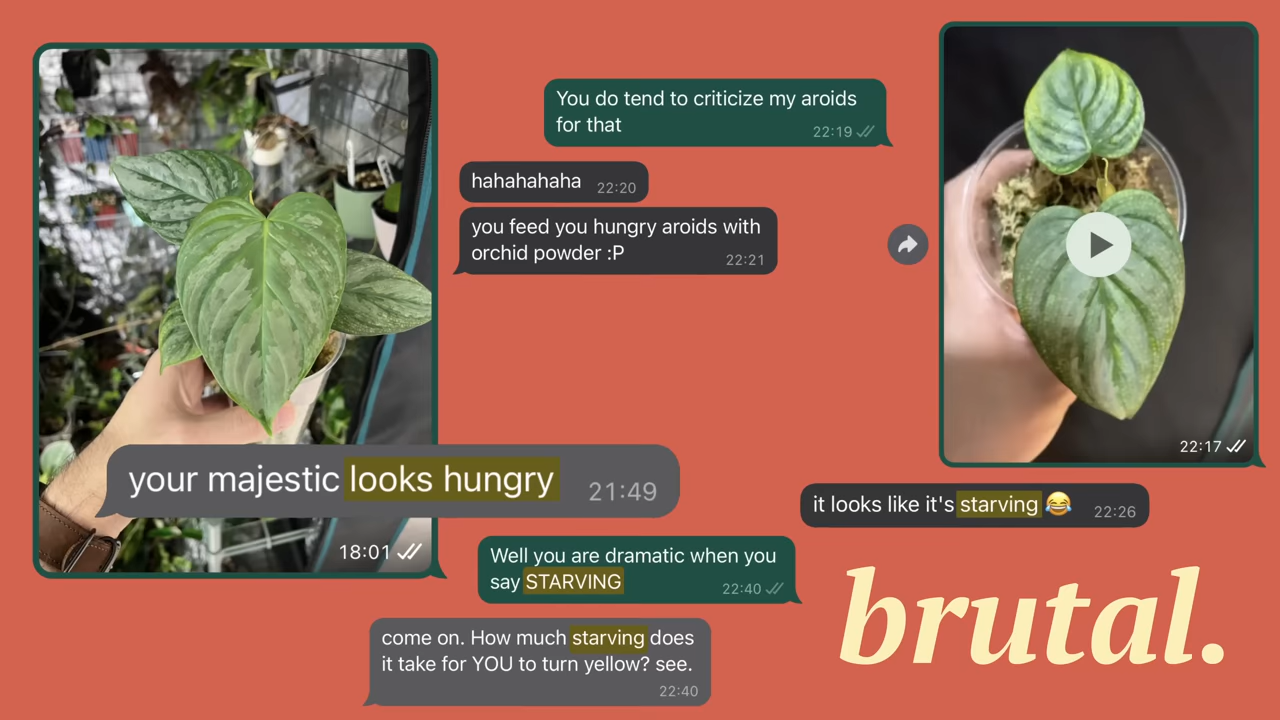 You do tend to criticize my aroids
for that
22:19
hahahahaha 22:20
you feed you hungry aroids with
orchid powder :P
22:21
22:17
your majestic looks hungry 21:49
18:01
it looks like it's starving 😂 22:26
Well you are dramatic when you
say STARVING
22:40
come on. How much starving does
it take for YOU to turn yellow? see.
22:40
brutal.